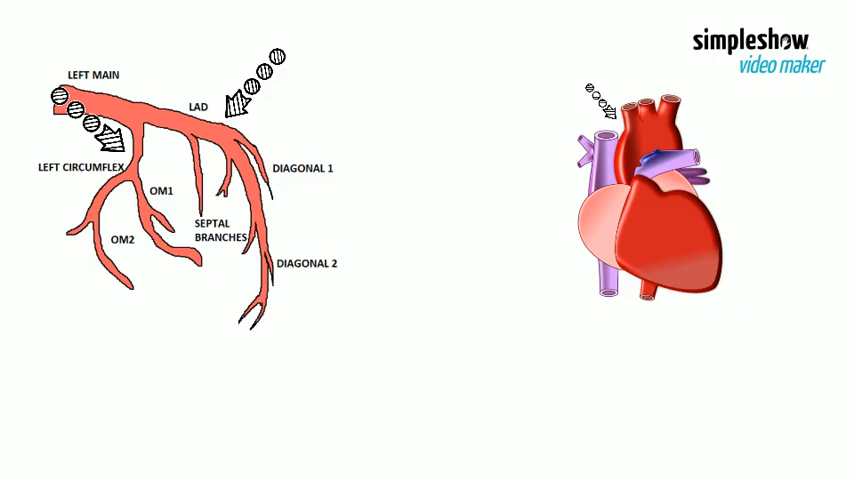 simpleshow
video maker
LEFT MAIN
LAD
LEFT CIRCUMFLEX
DIAGONAL 1
OM1
SEPTAL
BRANCHES
OM2
DIAGONAL 2